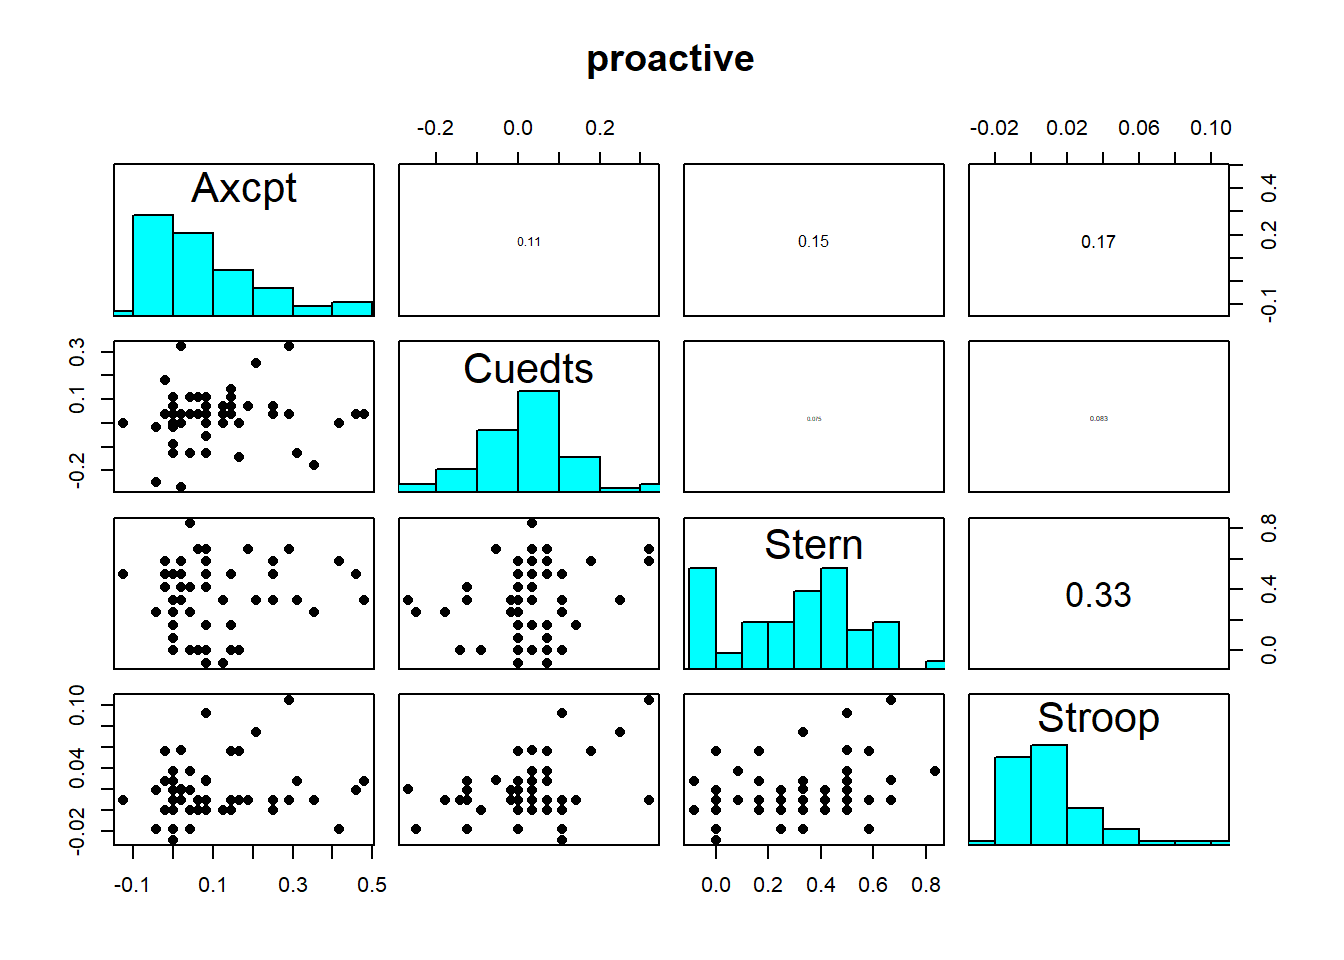 proactive
-0.2 0.0 0.2 -0.02 0.02 0.06 0.10
Axcpt 0.11 0.15 0.17 -0.1 0.2 0.4
-0.2 0.1 0.3 Cuedts 0.075 0.083
Stern 0.33 0.0 0.4 0.8
-0.02 0.04 0.10 Stroop
-0.1 0.1 0.3 0.5 0.0 0.2 0.4 0.6 0.8